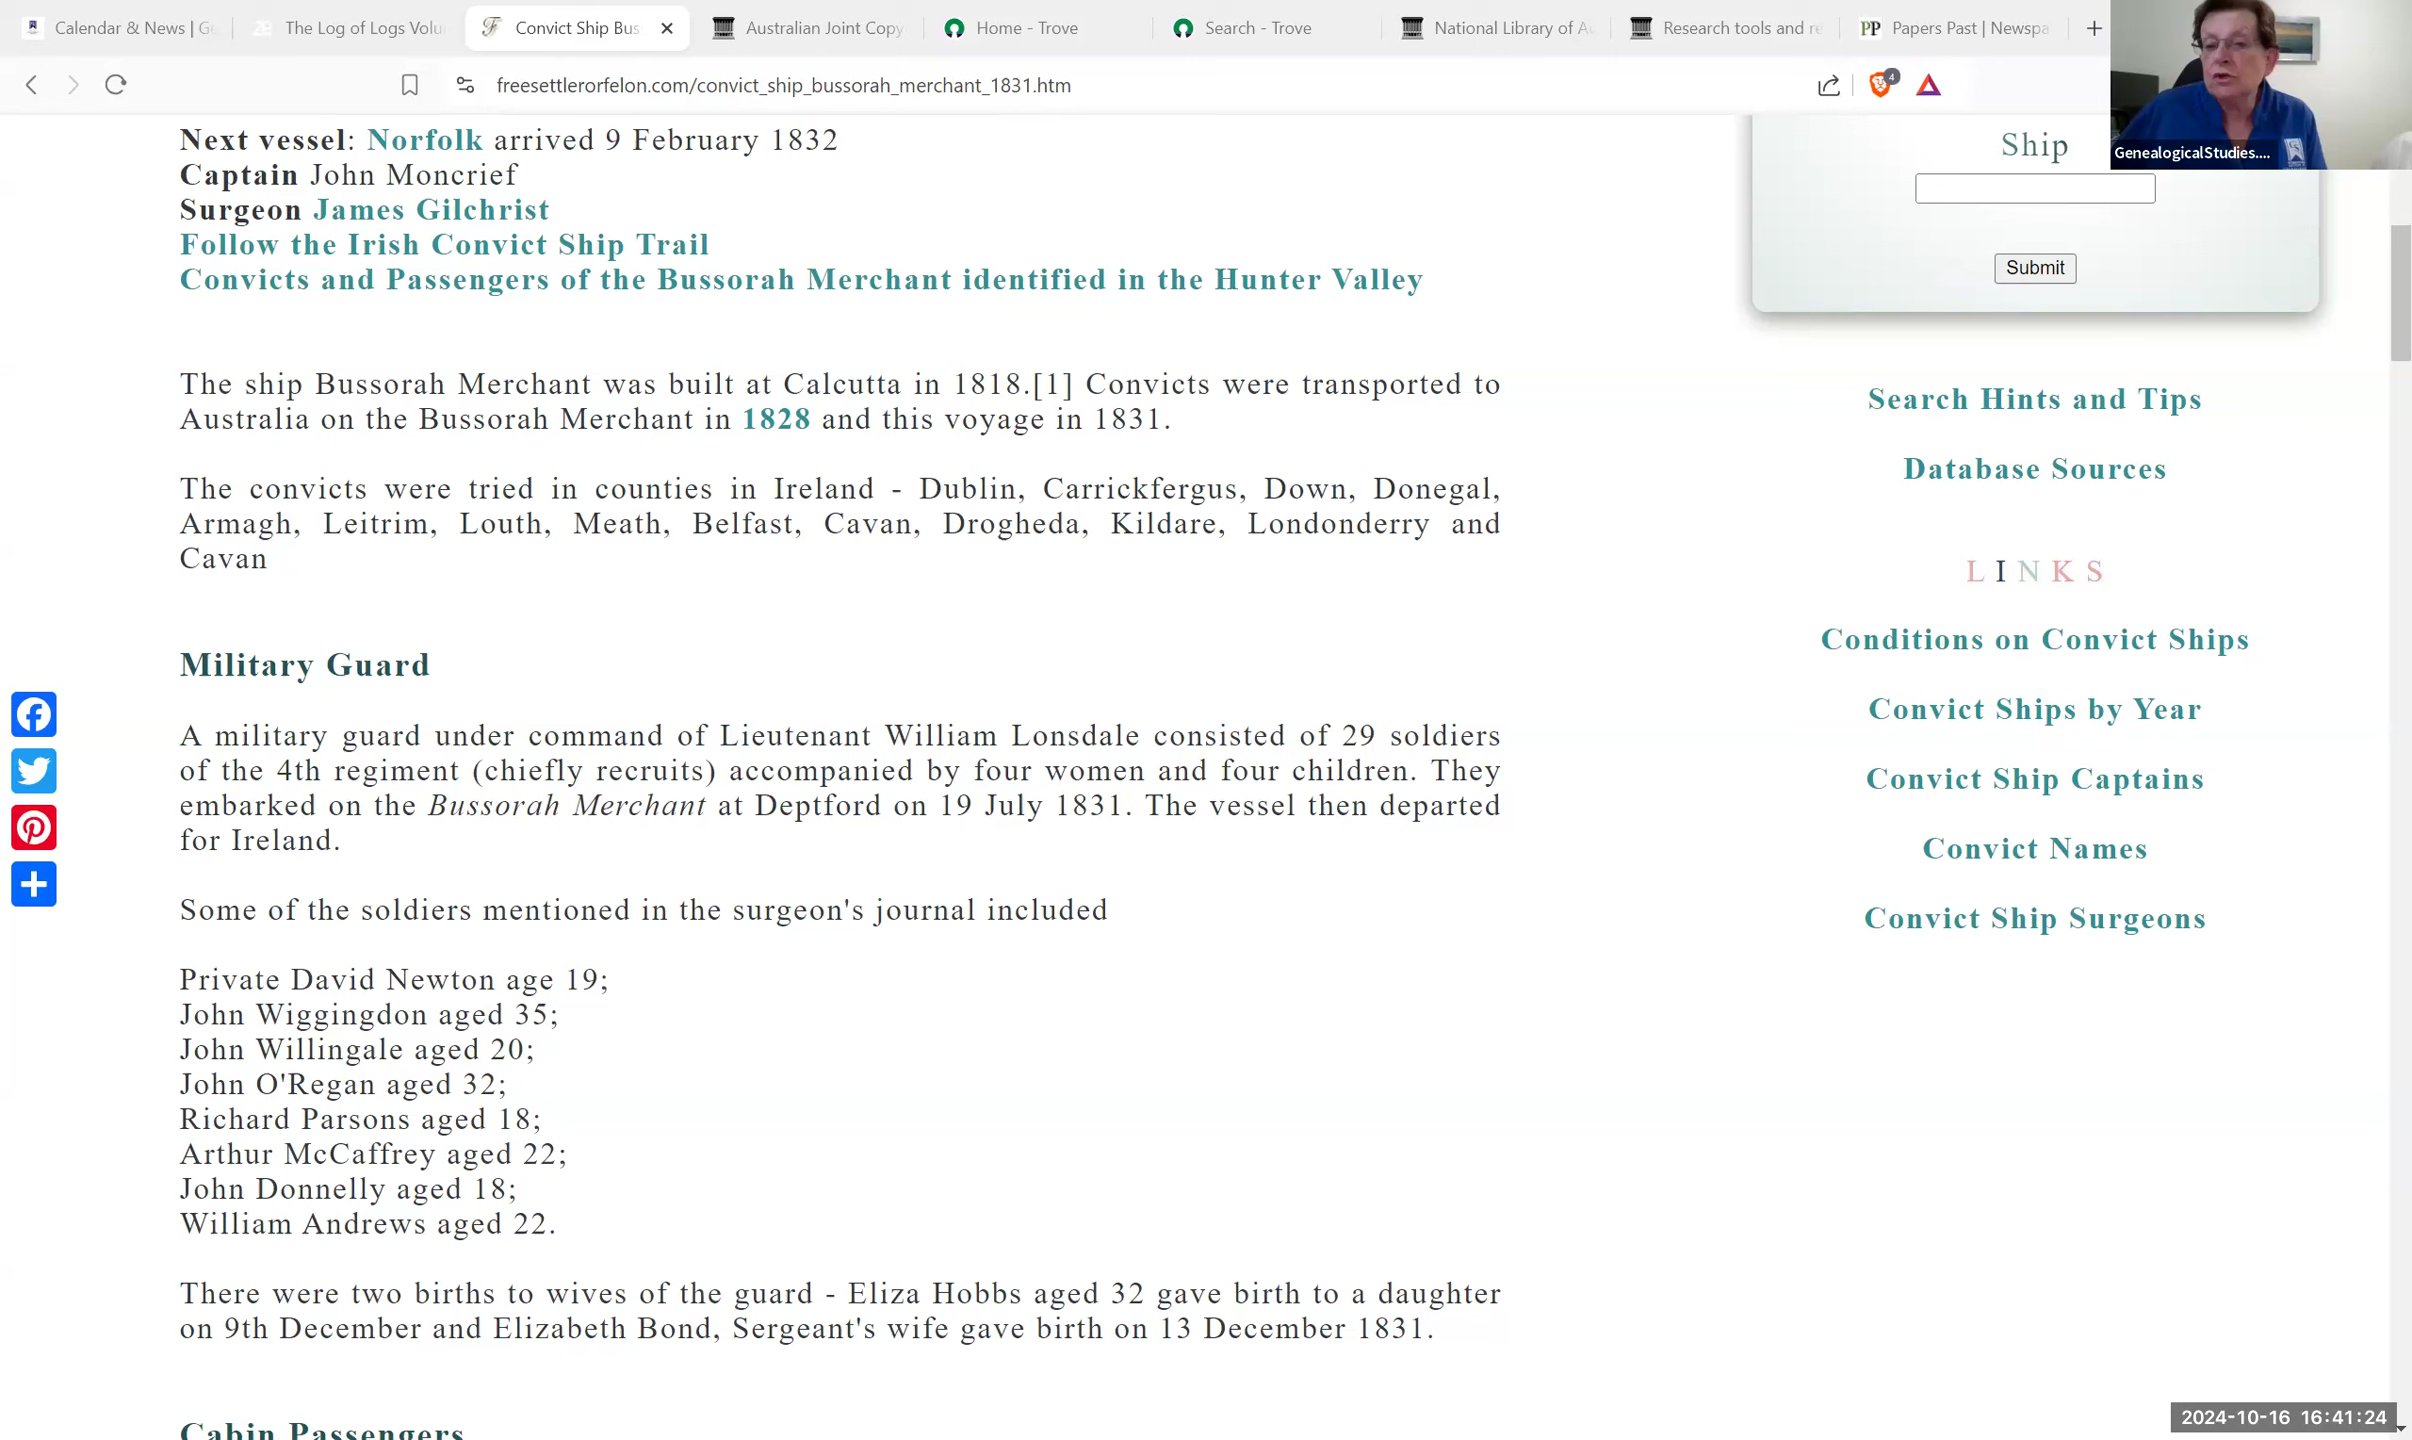 Calendar & News | Ge
The Log of Logs Volu
Convict Ship Bus
Australian Joint Copy
Home - Trove
Search - Trove
National Library of Au
Research tools and re
PP Papers Past | Newspa
freesettlerorfelon.com/convict_ship_bussorah_merchant_1831.htm
4
GenealogicalStudies....
Next vessel: Norfolk arrived 9 February 1832
Captain John Moncrief
Surgeon James Gilchrist
Follow the Irish Convict Ship Trail
Convicts and Passengers of the Bussorah Merchant identified in the Hunter Valley
The ship Bussorah Merchant was built at Calcutta in 1818.[1] Convicts were transported to
Australia on the Bussorah Merchant in 1828 and this voyage in 1831.
The convicts were tried in counties in Ireland - Dublin, Carrickfergus, Down, Donegal,
Armagh, Leitrim, Louth, Meath, Belfast, Cavan, Drogheda, Kildare, Londonderry and
Cavan
Military Guard
A military guard under command of Lieutenant William Lonsdale consisted of 29 soldiers
of the 4th regiment (chiefly recruits) accompanied by four women and four children. They
embarked on the Bussorah Merchant at Deptford on 19 July 1831. The vessel then departed
for Ireland.
Some of the soldiers mentioned in the surgeon's journal included
Private David Newton age 19;
John Wiggingdon aged 35;
John Willingale aged 20;
John O'Regan aged 32;
Richard Parsons aged 18;
Arthur McCaffrey aged 22;
John Donnelly aged 18;
William Andrews aged 22.
There were two births to wives of the guard - Eliza Hobbs aged 32 gave birth to a daughter
on 9th December and Elizabeth Bond, Sergeant's wife gave birth on 13 December 1831.
Cabin Passengers
Ship
Submit
Search Hints and Tips
Database Sources
LINKS
Conditions on Convict Ships
Convict Ships by Year
Convict Ship Captains
Convict Names
Convict Ship Surgeons
2024-10-16 16:41:24